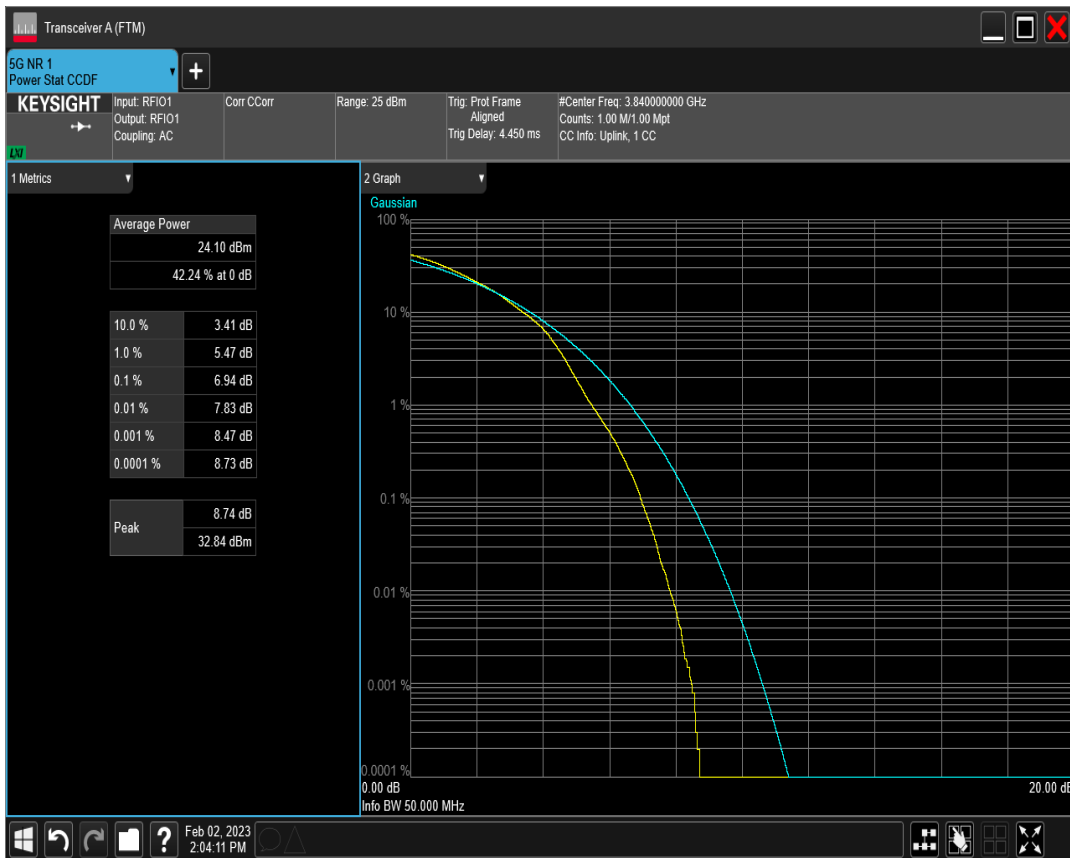 Transceiver A (FTM)
5G NR 1
Power Stat CCDF
+
KEYSIGHT
LXI
Input: RFIO1
Output: RFIO1
Coupling: AC
Corr CCorr
Range: 25 dBm
Trig: Prot Frame
Aligned
Trig Delay: 4.450 ms
#Center Freq: 3.840000000 GHz
Counts: 1.00 M/1.00 Mpt
CC Info: Uplink, 1 CC
1 Metrics
Average Power
24.10 dBm
42.24 % at 0 dB
10.0 % 3.41 dB
1.0 % 5.47 dB
0.1 % 6.94 dB
0.01 % 7.83 dB
0.001 % 8.47 dB
0.0001 % 8.73 dB
Peak
8.74 dB
32.84 dBm
2 Graph
Gaussian
100 %
10 %
1 %
0.1 %
0.01 %
0.001 %
0.0001 %
0.00 dB 20.00 dB
Info BW 50.000 MHz
?
Feb 02, 2023
2:04:11 PM